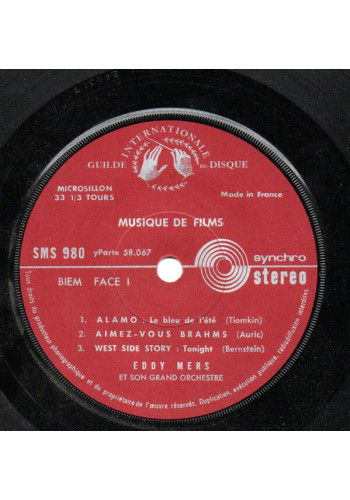 INTERNATIONALE
GUILDE DU DISQUE
MICROSILLON
33 1/3 TOURS
Made in France
MUSIQUE DE FILMS
SMS 980 yParte 58.067
synchro
stereo
BIEM FACE I
1. ALAMO : Le bleu de l'été (Tiomkin)
2. AIMEZ-VOUS BRAHMS (Auric)
3. WEST SIDE STORY : Tonight (Bernstein)
EDDY MERS
ET SON GRAND ORCHESTRE
Tous droits du producteur phonographique et du propriétaire de l'œuvre réservés. Duplication, exécution publique, radiodiffusion, interdites.